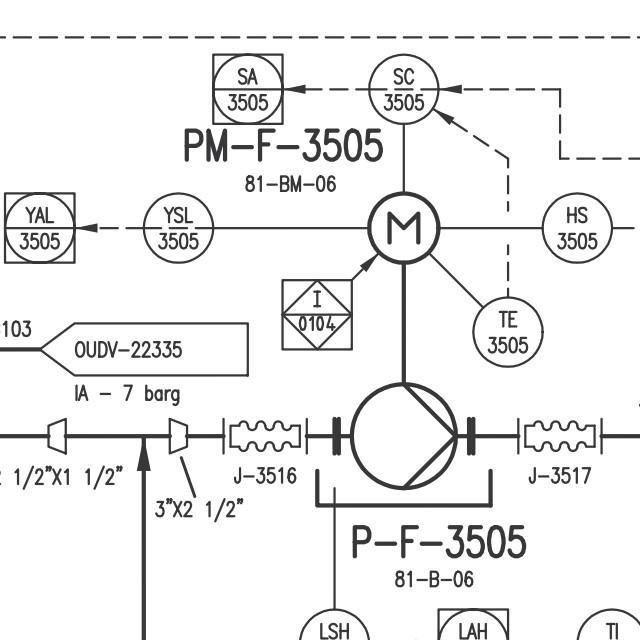 SA
3505
SC
3505
PM-F-3505
81-BM-06
YAL
3505
YSL
3505
M
HS
3505
I
0104
TE
3505
103
OUDV-22335
IA - 7 barg
1/2"X1 1/2"
J-3516
J-3517
3"X2 1/2"
P-F-3505
81-B-06
LSH
LAH
TI